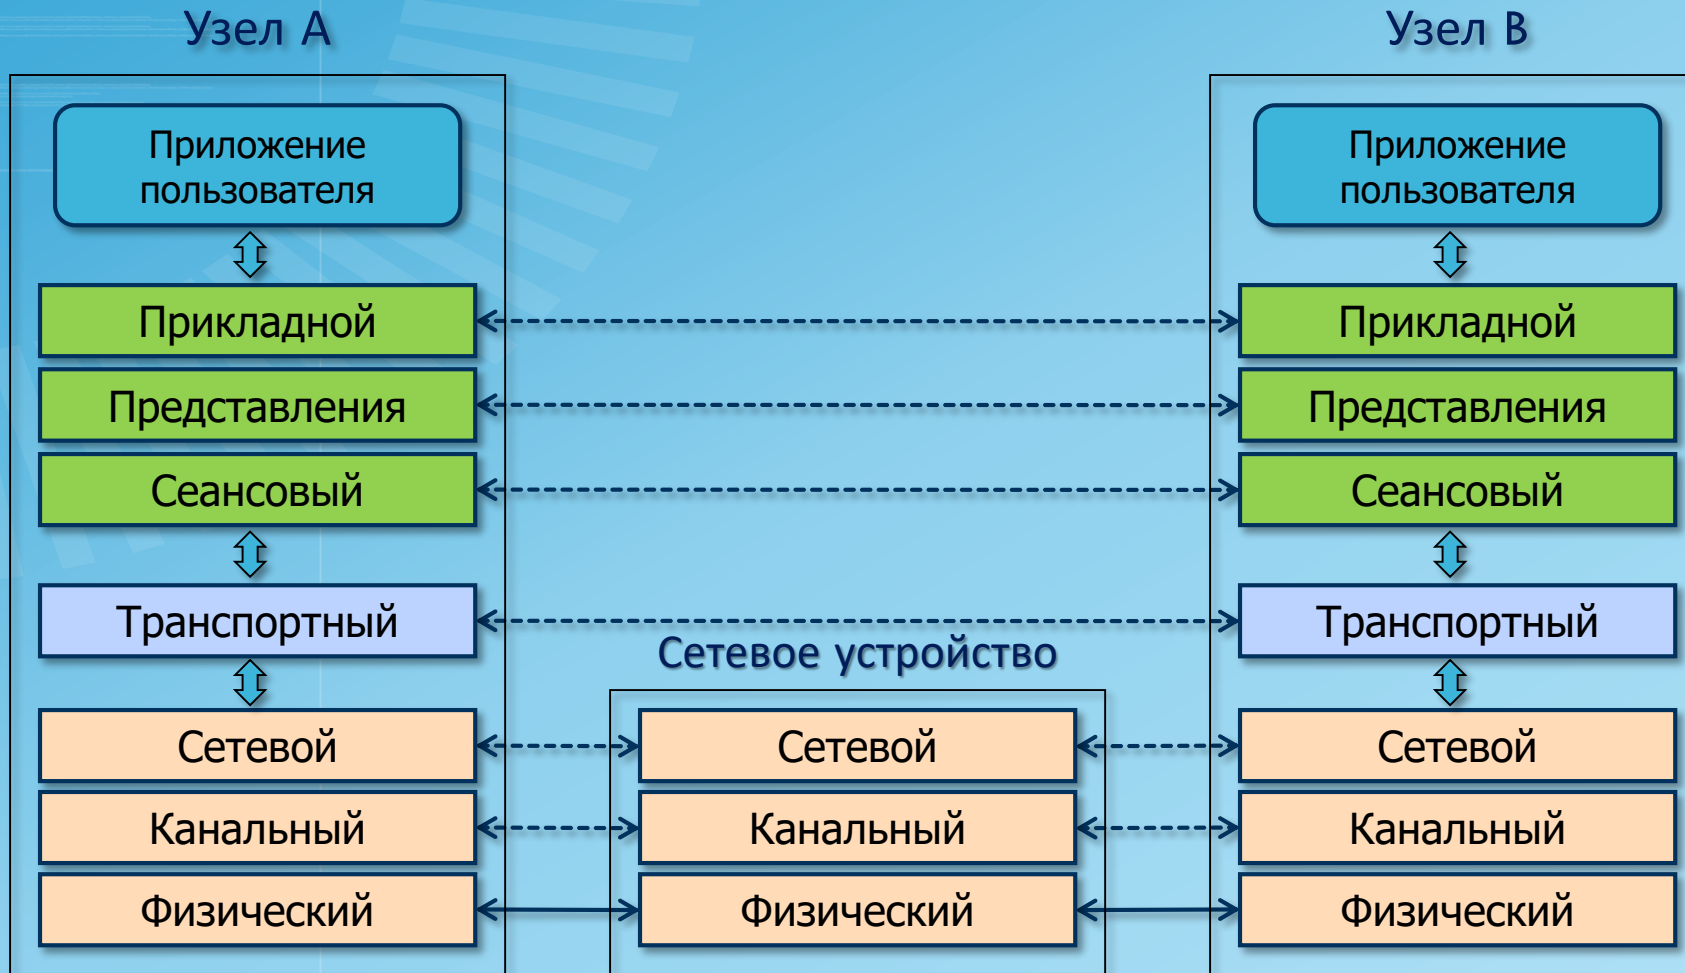 Узел A
Узел B
Приложение
пользователя
Приложение
пользователя
Прикладной
Прикладной
Представления
Представления
Сеансовый
Сеансовый
Транспортный
Транспортный
Сетевое устройство
Сетевой
Сетевой
Сетевой
Канальный
Канальный
Канальный
Физический
Физический
Физический